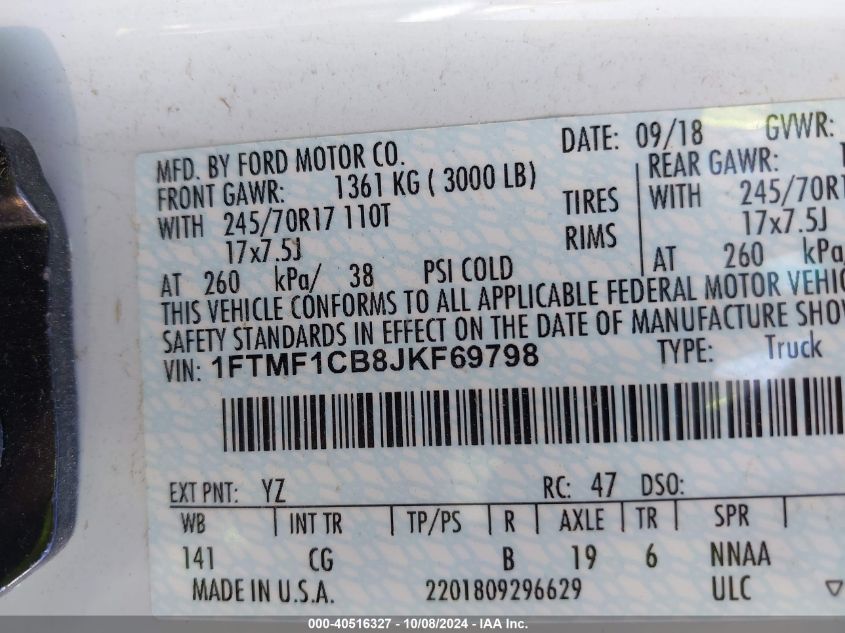 MFD. BY FORD MOTOR CO.
DATE: 09/18
GVWR:
FRONT GAWR: 1361 KG ( 3000 LB)
REAR GAWR:
WITH 245/70R17 110T
TIRES
WITH 245/70R1
17x7.5J
RIMS
17x7.5J
AT 260 kPa/ 38 PSI COLD
AT 260 kPa/
THIS VEHICLE CONFORMS TO ALL APPLICABLE FEDERAL MOTOR VEHIC
SAFETY STANDARDS IN EFFECT ON THE DATE OF MANUFACTURE SHOW
VIN: 1FTMF1CB8JKF69798
TYPE: Truck
EXT PNT: YZ
RC: 47 DSO:
WB INT TR TP/PS R AXLE TR SPR
141 CG B 19 6 NNAA
MADE IN U.S.A.
2201809296629
ULC
000-40516327 - 10/08/2024 - IAA Inc.